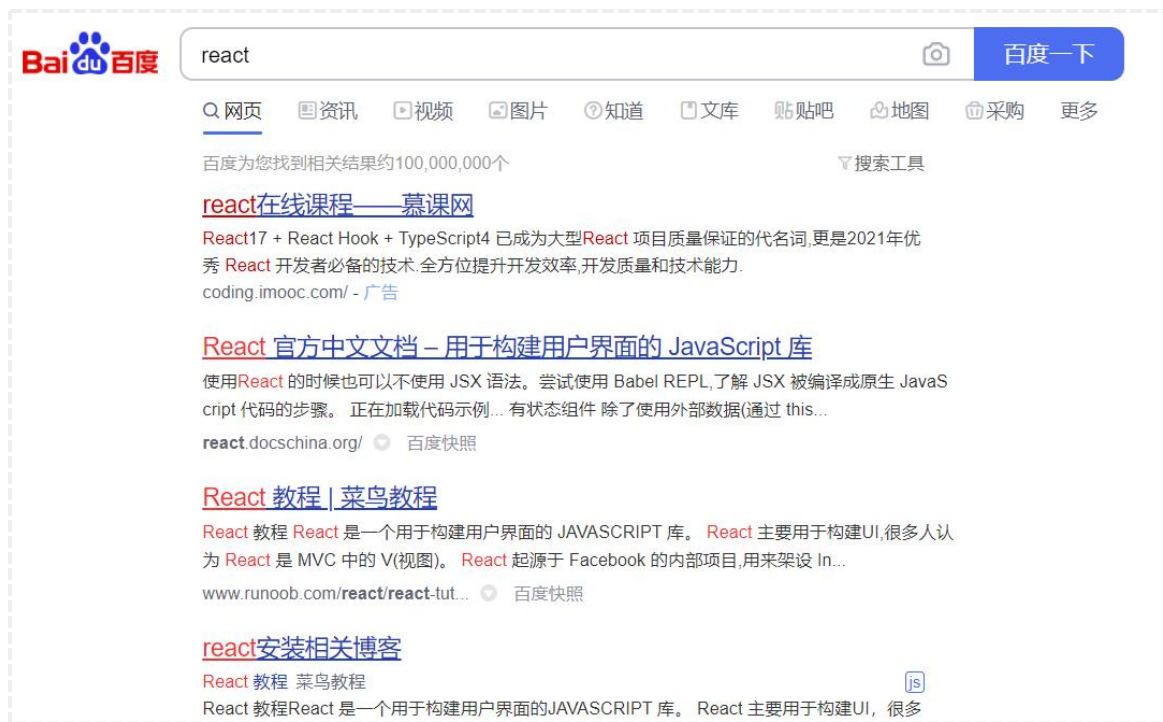 Bai du 百度
react
百度一下
网页 资讯 视频 图片 知道 文库 贴 贴吧 地图 采购 更多
百度为您找到相关结果约100,000,000个 搜索工具
react在线课程——慕课网
React17 + React Hook + TypeScript4 已成为大型React 项目质量保证的代名词,更是2021年优
秀 React 开发者必备的技术.全方位提升开发效率,开发质量和技术能力.
coding.imooc.com/ - 广告
React 官方中文文档 – 用于构建用户界面的 JavaScript 库
使用React 的时候也可以不使用 JSX 语法。尝试使用 Babel REPL,了解 JSX 被编译成原生 JavaS
cript 代码的步骤。 正在加载代码示例... 有状态组件 除了使用外部数据(通过 this...
react.docschina.org/ 百度快照
React 教程 | 菜鸟教程
React 教程 React 是一个用于构建用户界面的 JAVASCRIPT 库。 React 主要用于构建UI,很多人认
为 React 是 MVC 中的 V(视图)。 React 起源于 Facebook 的内部项目,用来架设 In...
www.runoob.com/react/react-tut... 百度快照
react安装相关博客
React 教程 菜鸟教程 js
React 教程React 是一个用于构建用户界面的JAVASCRIPT 库。 React 主要用于构建UI，很多